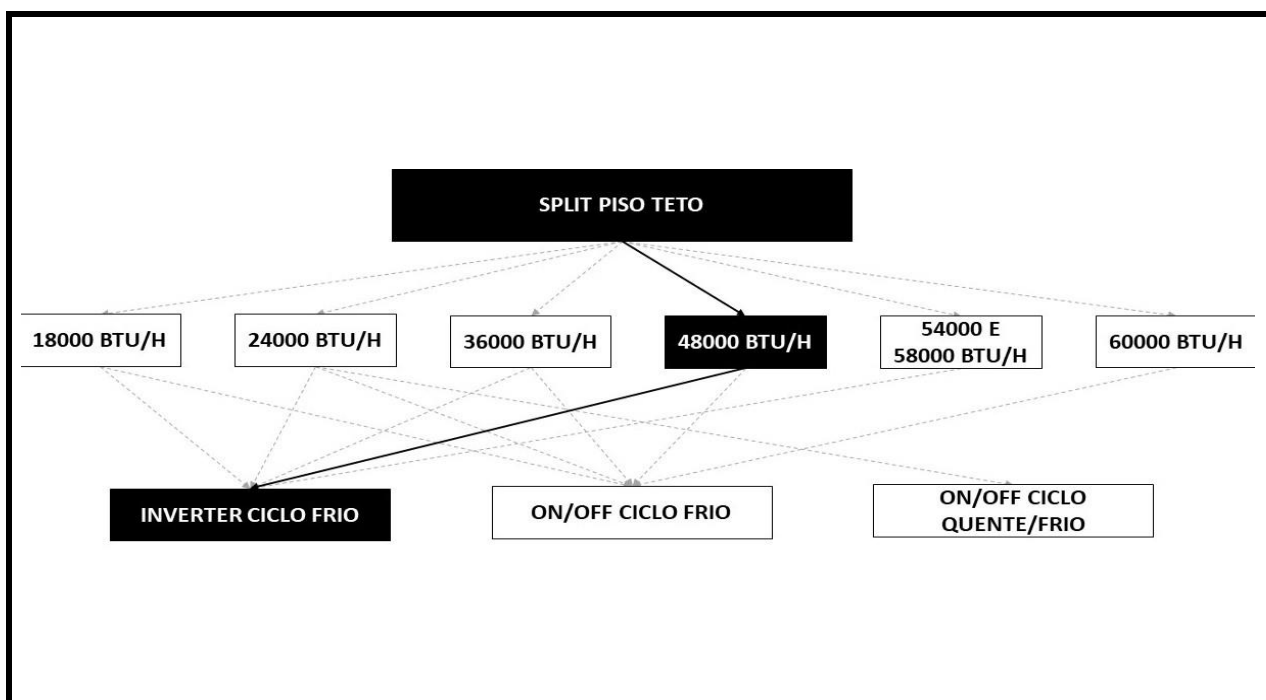 SPLIT PISO TETO
18000 BTU/H
24000 BTU/H
36000 BTU/H
48000 BTU/H
54000 E
58000 BTU/H
60000 BTU/H
INVERTER CICLO FRIO
ON/OFF CICLO FRIO
ON/OFF CICLO
QUENTE/FRIO